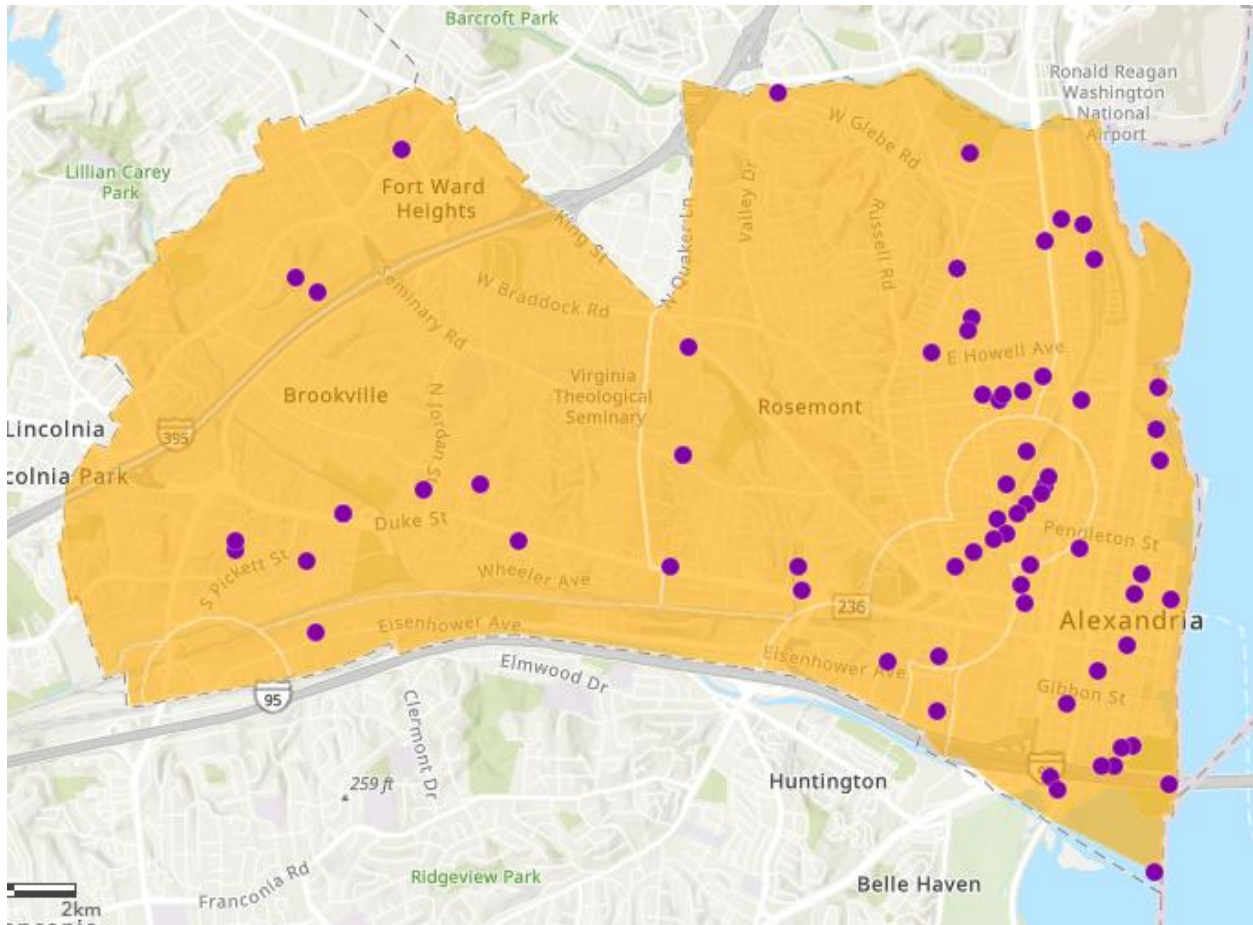 Barcroft Park
Ronald Reagan
Washington
National
Airport
W Glebe Rd
Lillian Carey
Park
Fort Ward
Heights
King St
N Quaker Ln
Valley Dr
Russell Rd
Seminary Rd
W Braddock Rd
E Howell Ave
Virginia
Theological
Seminary
Brookville
N Jordan St
Rosemont
Lincolnia
395
colnia Park
Duke St
Pendleton St
S Pickett St
Wheeler Ave
236
Eisenhower Ave
Alexandria
Eisenhower Ave
Elmwood Dr
Gibbon St
95
Clermont Dr
259 ft
Huntington
Franconia Rd
Ridgeview Park
Belle Haven
2km